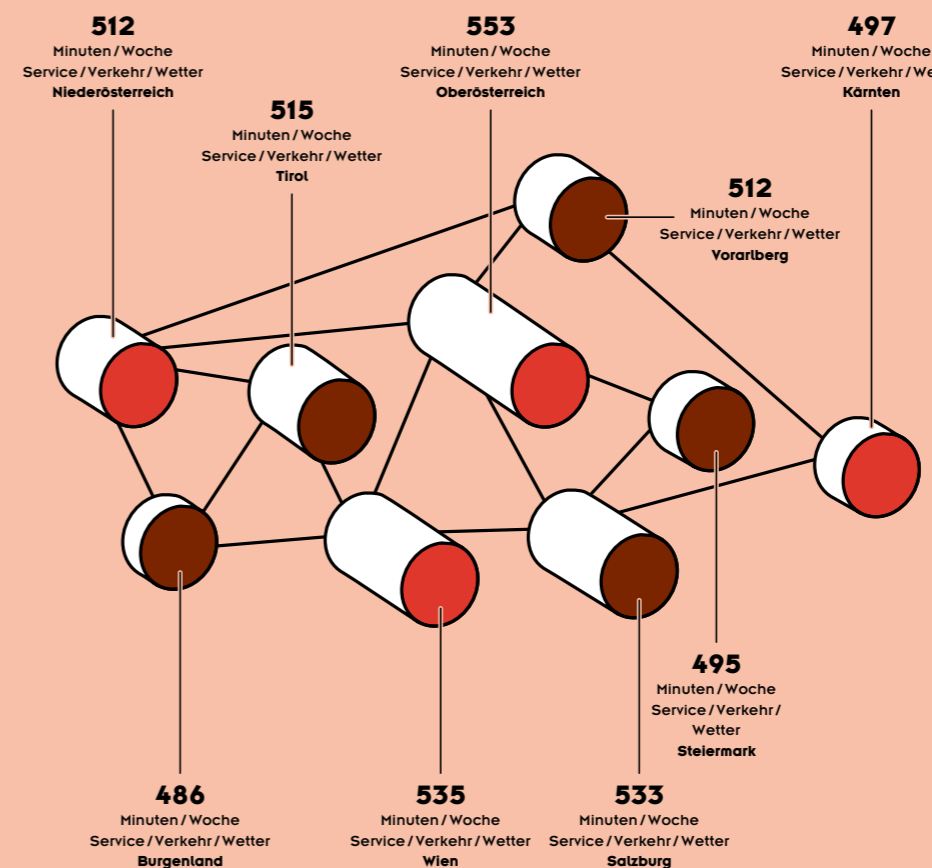 512
Minuten / Woche
Service / Verkehr / Wetter
Niederösterreich
553
Minuten / Woche
Service / Verkehr / Wetter
Oberösterreich
497
Minuten / Woche
Service / Verkehr / We
Kärnten
515
Minuten / Woche
Service / Verkehr / Wetter
Tirol
512
Minuten / Woche
Service / Verkehr / Wetter
Vorarlberg
495
Minuten / Woche
Service / Verkehr /
Wetter
Steiermark
486
Minuten / Woche
Service / Verkehr / Wetter
Burgenland
535
Minuten / Woche
Service / Verkehr / Wetter
Wien
533
Minuten / Woche
Service / Verkehr / Wetter
Salzburg